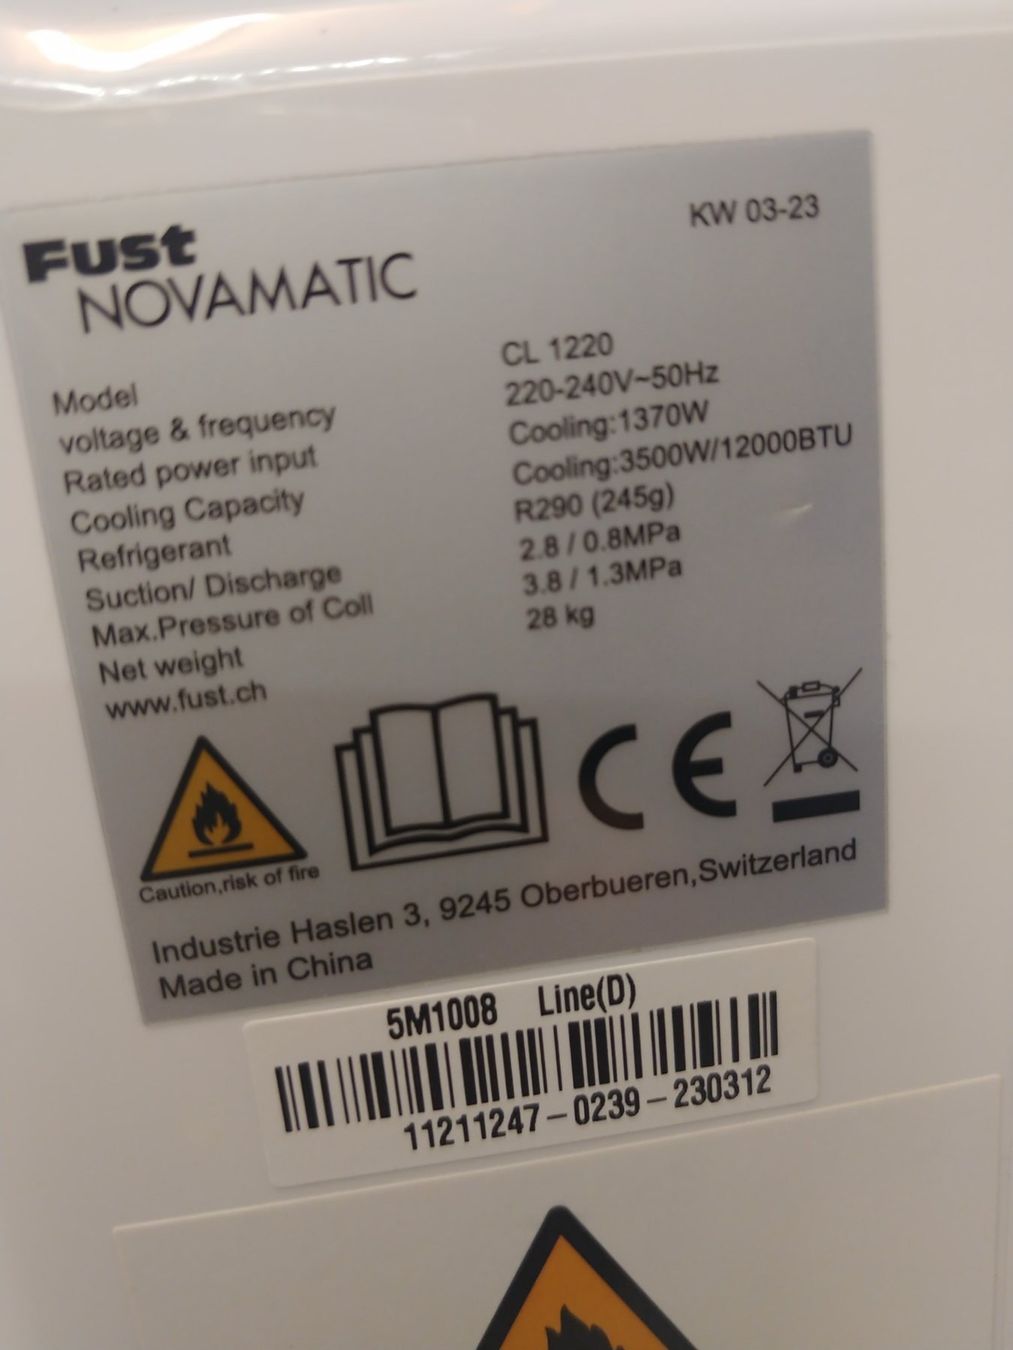 Fust
NOVAMATIC
KW 03-23
Model CL 1220
voltage & frequency 220-240V~50Hz
Rated power input Cooling:1370W
Cooling Capacity Cooling:3500W/12000BTU
Refrigerant R290 (245g)
Suction/ Discharge 2.8 / 0.8MPa
Max.Pressure of Coll 3.8 / 1.3MPa
Net weight 28 kg
www.fust.ch
CE
Caution,risk of fire
Industrie Haslen 3, 9245 Oberbueren,Switzerland
Made in China
5M1008 Line(D)
11211247-0239-230312